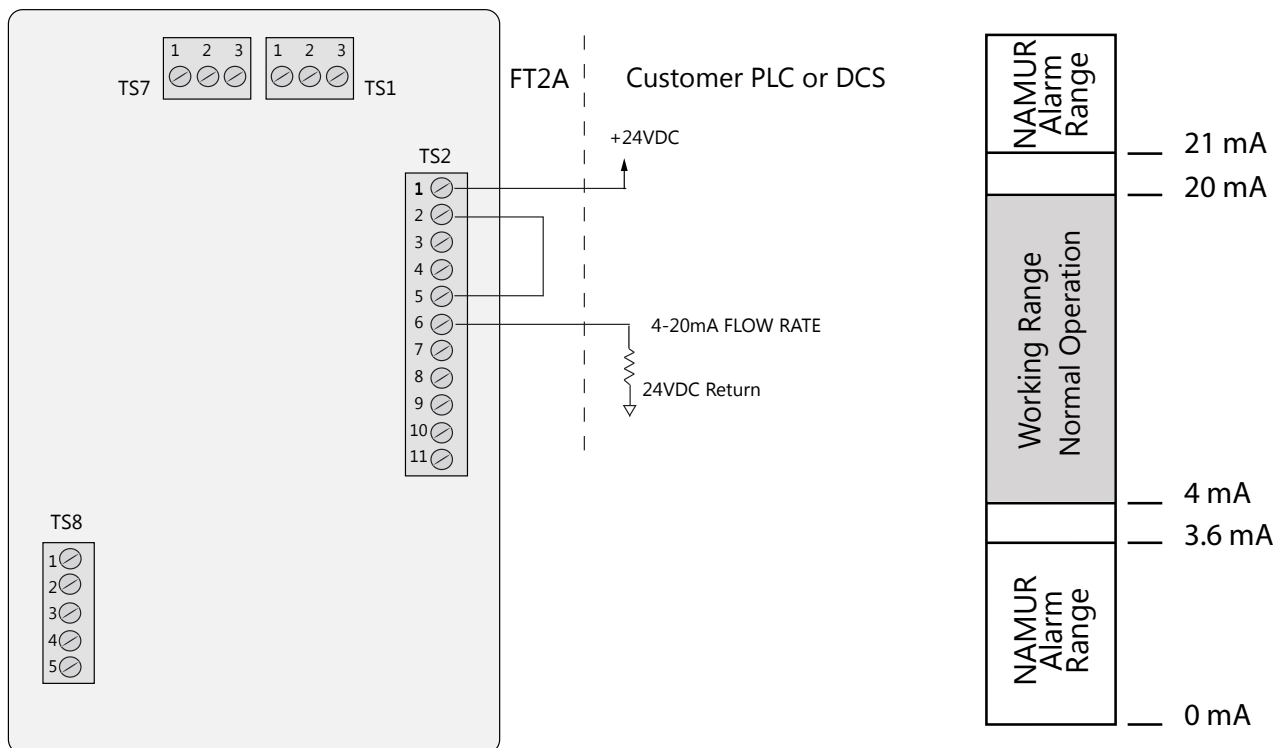 1 2 3
TS7
1 2 3
TS1
FT2A
Customer PLC or DCS
+24VDC
TS2
1
2
3
4
5
6
7
8
9
10
11
4-20mA FLOW RATE
24VDC Return
TS8
1
2
3
4
5
NAMUR
Alarm
Range
21 mA
20 mA
Working Range
Normal Operation
4 mA
3.6 mA
NAMUR
Alarm
Range
0 mA